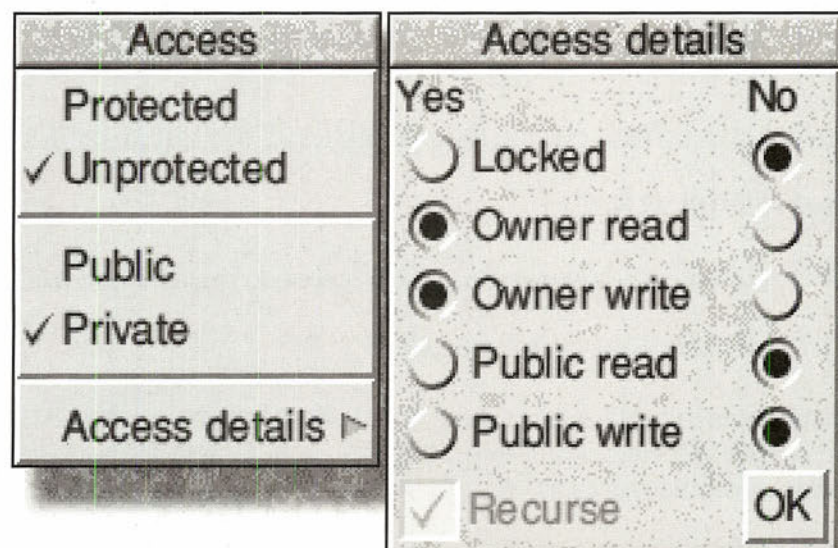 Access
Protected
✓ Unprotected
Public
✓ Private
Access details
Access details
Yes No
Locked
Owner read
Owner write
Public read
Public write
Recurse OK